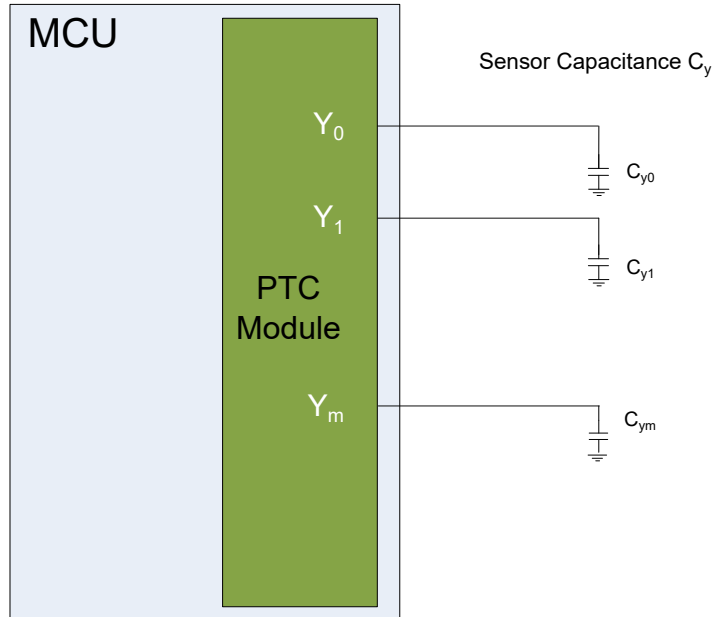 MCU
Sensor Capacitance Cy
Y0
Cy0
Y1
Cy1
PTC
Module
Ym
Cym